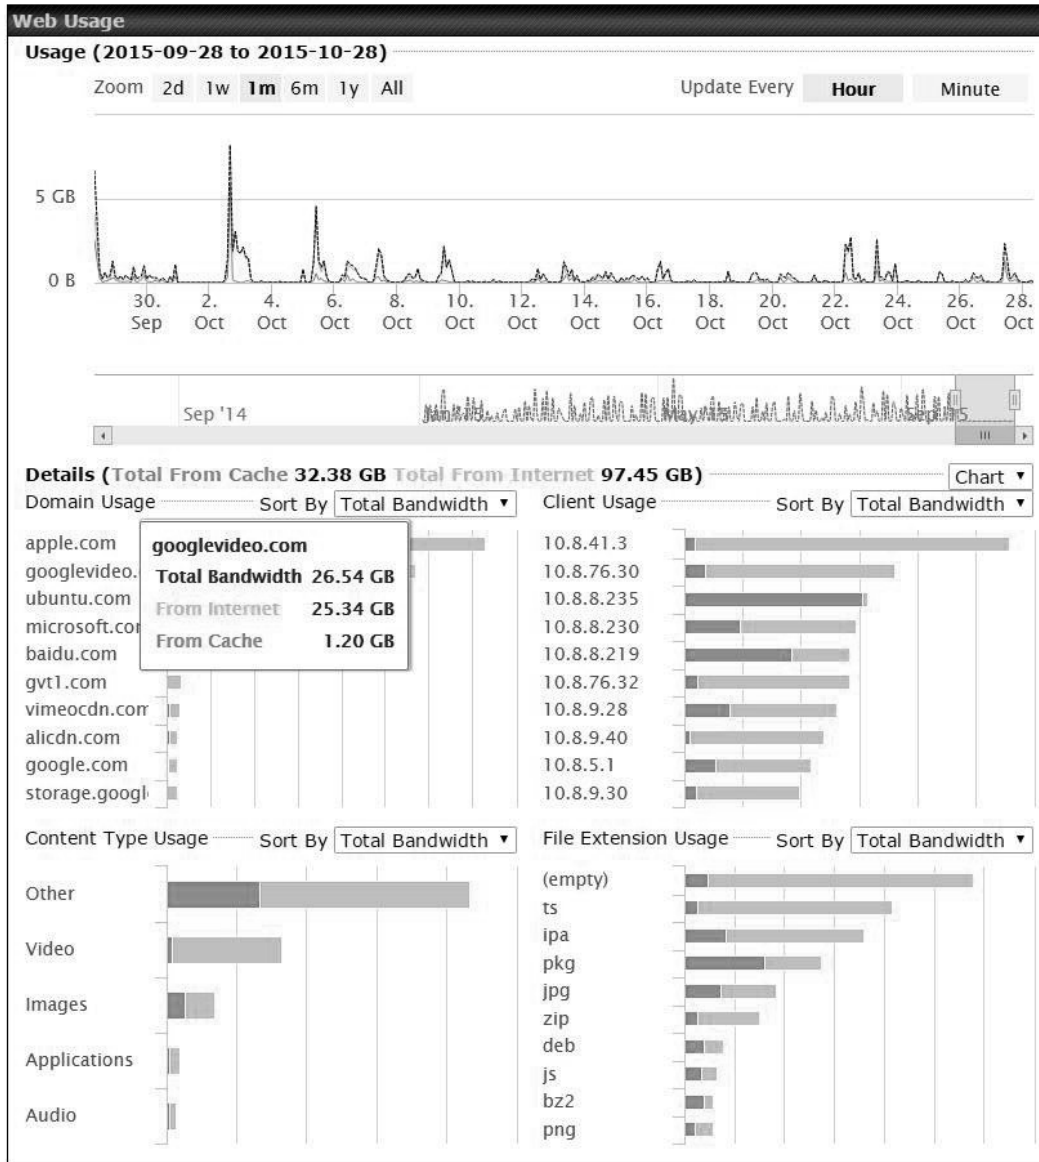 Web Usage
Usage (2015-09-28 to 2015-10-28)
Zoom 2d 1w 1m 6m 1y All Update Every Hour Minute
5 GB
0 B
30. 2. 4. 6. 8. 10. 12. 14. 16. 18. 20. 22. 24. 26. 28.
Sep Oct Oct Oct Oct Oct Oct Oct Oct Oct Oct Oct Oct Oct Oct
Sep '14 Sep '15
Details (Total From Cache 32.38 GB Total From Internet 97.45 GB) Chart
Domain Usage Sort By Total Bandwidth
apple.com
googlevideo.
ubuntu.com
microsoft.cor
baidu.com
gvt1.com
vimeocdn.com
alicdn.com
google.com
storage.googl
googlevideo.com
Total Bandwidth 26.54 GB
From Internet 25.34 GB
From Cache 1.20 GB
Client Usage Sort By Total Bandwidth
10.8.41.3
10.8.76.30
10.8.8.235
10.8.8.230
10.8.8.219
10.8.76.32
10.8.9.28
10.8.9.40
10.8.5.1
10.8.9.30
Content Type Usage Sort By Total Bandwidth
Other
Video
Images
Applications
Audio
File Extension Usage Sort By Total Bandwidth
(empty)
ts
ipa
pkg
jpg
zip
deb
js
bz2
png